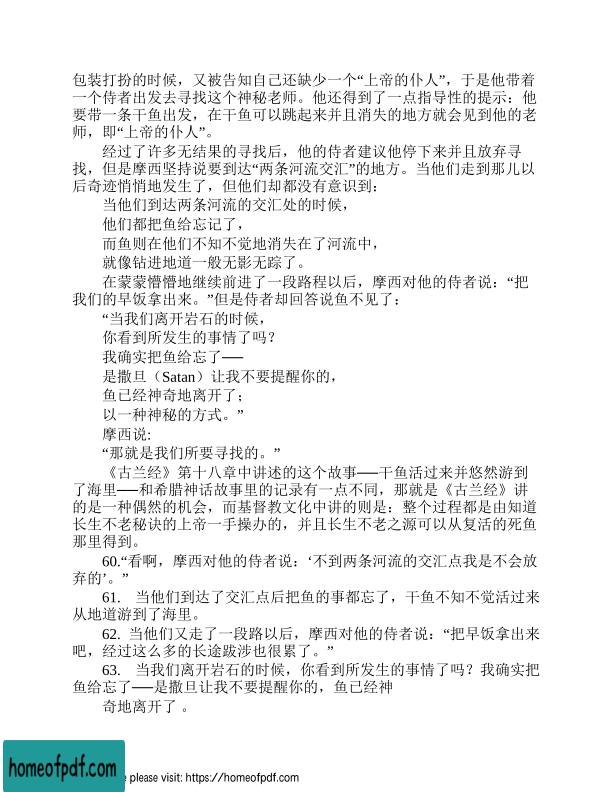 包装打扮的时候，又被告知自己还缺少一个“上帝的仆人”，于是他带着
一个侍者出发去寻找这个神秘老师。他还得到了一点指导性的提示：他
要带一条干鱼出发，在干鱼可以跳起来并且消失的地方就会见到他的老
师，即“上帝的仆人”。
经过了许多无结果的寻找后，他的侍者建议他停下来并且放弃寻
找，但是摩西坚持说要到达“两条河流交汇”的地方。当他们走到那儿以
后奇迹悄悄地发生了，但他们却都没有意识到：
当他们到达两条河流的交汇处的时候，
他们都把鱼给忘记了，
而鱼则在他们不知不觉地消失在了河流中，
就像钻进地道一般无影无踪了。
在蒙蒙懵懵地继续前进了一段路程以后，摩西对他的侍者说：“把
我们的早饭拿出来。”但是侍者却回答说鱼不见了：
“当我们离开岩石的时候，
你看到所发生的事情了吗？
我确实把鱼给忘了──
是撒旦（Satan）让我不要提醒你的，
鱼已经神奇地离开了；
以一种神秘的方式。”
摩西说:
“那就是我们所要寻找的。”
《古兰经》第十八章中讲述的这个故事──干鱼活过来并悠然游到
了海里──和希腊神话故事里的记录有一点不同，那就是《古兰经》讲
的是一种偶然的机会，而基督教文化中讲的则是：整个过程都是由知道
长生不老秘诀的上帝一手操办的，并且长生不老之源可以从复活的死鱼
那里得到。
60.“看啊，摩西对他的侍者说：‘不到两条河流的交汇点我是不会放
弃的’。”
61. 当他们到达了交汇点后把鱼的事都忘了，干鱼不知不觉活过来
从地道游到了海里。
62. 当他们又走了一段路以后，摩西对他的侍者说：“把早饭拿出来
吧，经过这么多的长途跋涉也很累了。”
63. 当我们离开岩石的时候，你看到所发生的事情了吗？我确实把
鱼给忘了──是撒旦让我不要提醒你的，鱼已经神
奇地离开了 。
homeofpdf.com
e please visit: https://homeofpdf.com